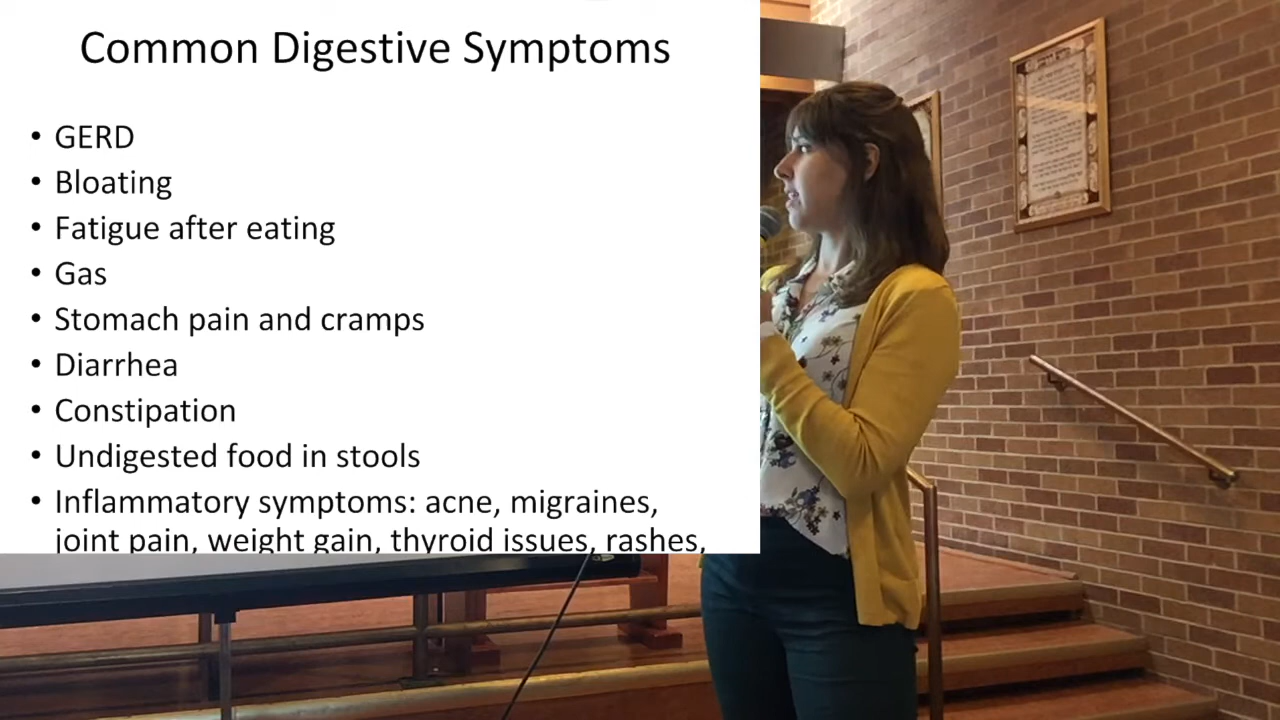 Common Digestive Symptoms
• GERD
• Bloating
• Fatigue after eating
• Gas
• Stomach pain and cramps
• Diarrhea
• Constipation
• Undigested food in stools
• Inflammatory symptoms: acne, migraines,
joint pain, weight gain, thyroid issues, rashes,